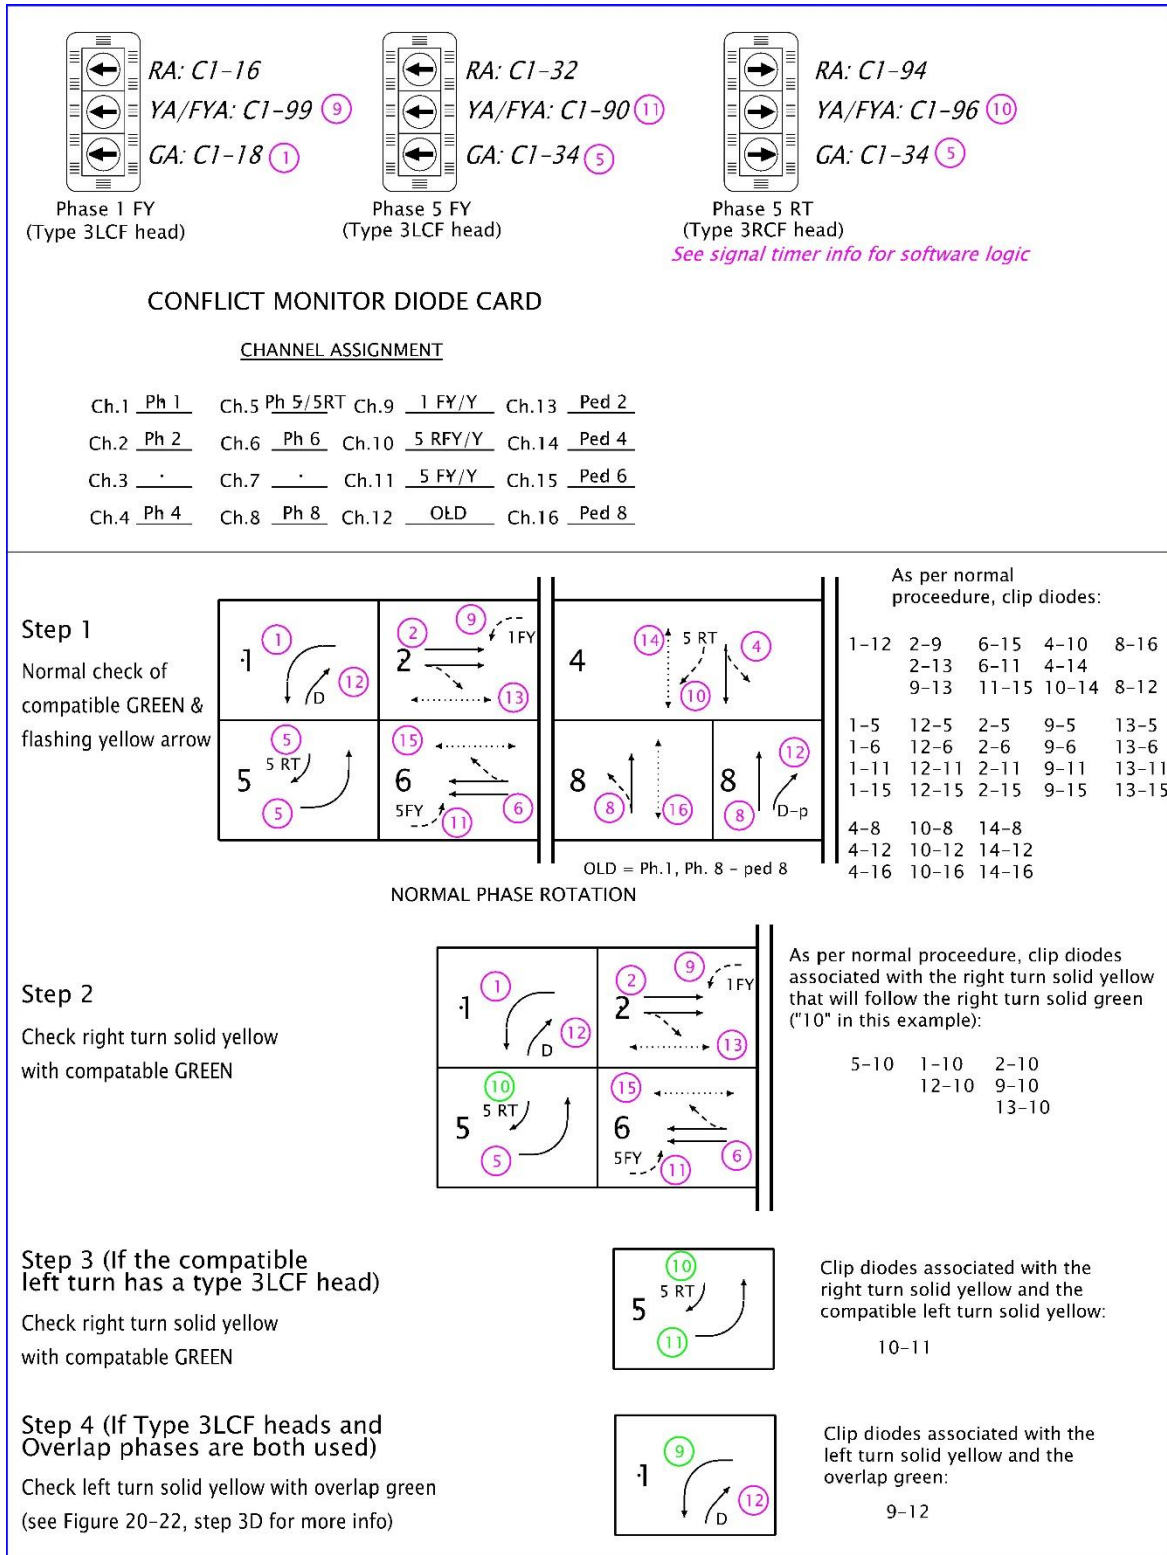 RA: C1-16
YA/FYA: C1-99 9
GA: C1-18 1
Phase 1 FY
(Type 3LCF head)
RA: C1-32
YA/FYA: C1-90 11
GA: C1-34 5
Phase 5 FY
(Type 3LCF head)
RA: C1-94
YA/FYA: C1-96 10
GA: C1-34 5
Phase 5 RT
(Type 3RCF head)
See signal timer info for software logic
CONFLICT MONITOR DIODE CARD
CHANNEL ASSIGNMENT
Ch.1 Ph 1 Ch.5 Ph 5/5RT Ch.9 1 FY/Y Ch.13 Ped 2
Ch.2 Ph 2 Ch.6 Ph 6 Ch.10 5 RFY/Y Ch.14 Ped 4
Ch.3 . Ch.7 . Ch.11 5 FY/Y Ch.15 Ped 6
Ch.4 Ph 4 Ch.8 Ph 8 Ch.12 OLD Ch.16 Ped 8
Step 1
Normal check of
compatible GREEN &
flashing yellow arrow
1 1 D 12
2 2 9 1FY 13
5 5 5 RT 5
15 6 5FY 11 6
4 14 5 RT 10 4
8 8 16
8 8 12 D-p
OLD = Ph.1, Ph. 8 - ped 8
NORMAL PHASE ROTATION
As per normal
proceedure, clip diodes:
1-12 2-9 6-15 4-10 8-16
2-13 6-11 4-14
9-13 11-15 10-14 8-12
1-5 12-5 2-5 9-5 13-5
1-6 12-6 2-6 9-6 13-6
1-11 12-11 2-11 9-11 13-11
1-15 12-15 2-15 9-15 13-15
4-8 10-8 14-8
4-12 10-12 14-12
4-16 10-16 14-16
Step 2
Check right turn solid yellow
with compatable GREEN
1 1 D 12
2 2 9 1FY 13
5 10 5 RT 5
15 6 5FY 11 6
As per normal proceedure, clip diodes
associated with the right turn solid yellow
that will follow the right turn solid green
("10" in this example):
5-10 1-10 2-10
12-10 9-10
13-10
Step 3 (If the compatible
left turn has a type 3LCF head)
Check right turn solid yellow
with compatable GREEN
10
5 RT
5
11
Clip diodes associated with the
right turn solid yellow and the
compatible left turn solid yellow:
10-11
Step 4 (If Type 3LCF heads and
Overlap phases are both used)
Check left turn solid yellow with overlap green
(see Figure 20-22, step 3D for more info)
9
1
12
D
Clip diodes associated with the
left turn solid yellow and the
overlap green:
9-12